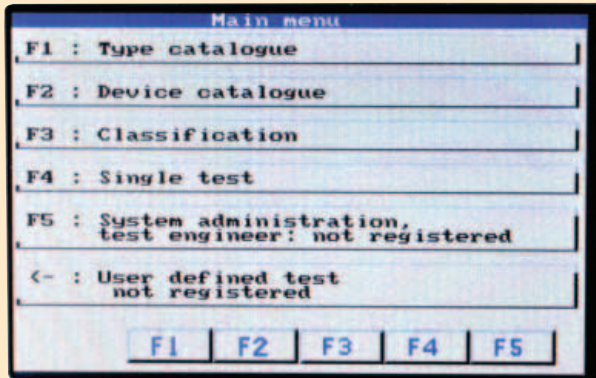 Main menu
F1 : Type catalogue
F2 : Device catalogue
F3 : Classification
F4 : Single test
F5 : System administration,
test engineer: not registered
<- : User defined test
not registered
F1 F2 F3 F4 F5